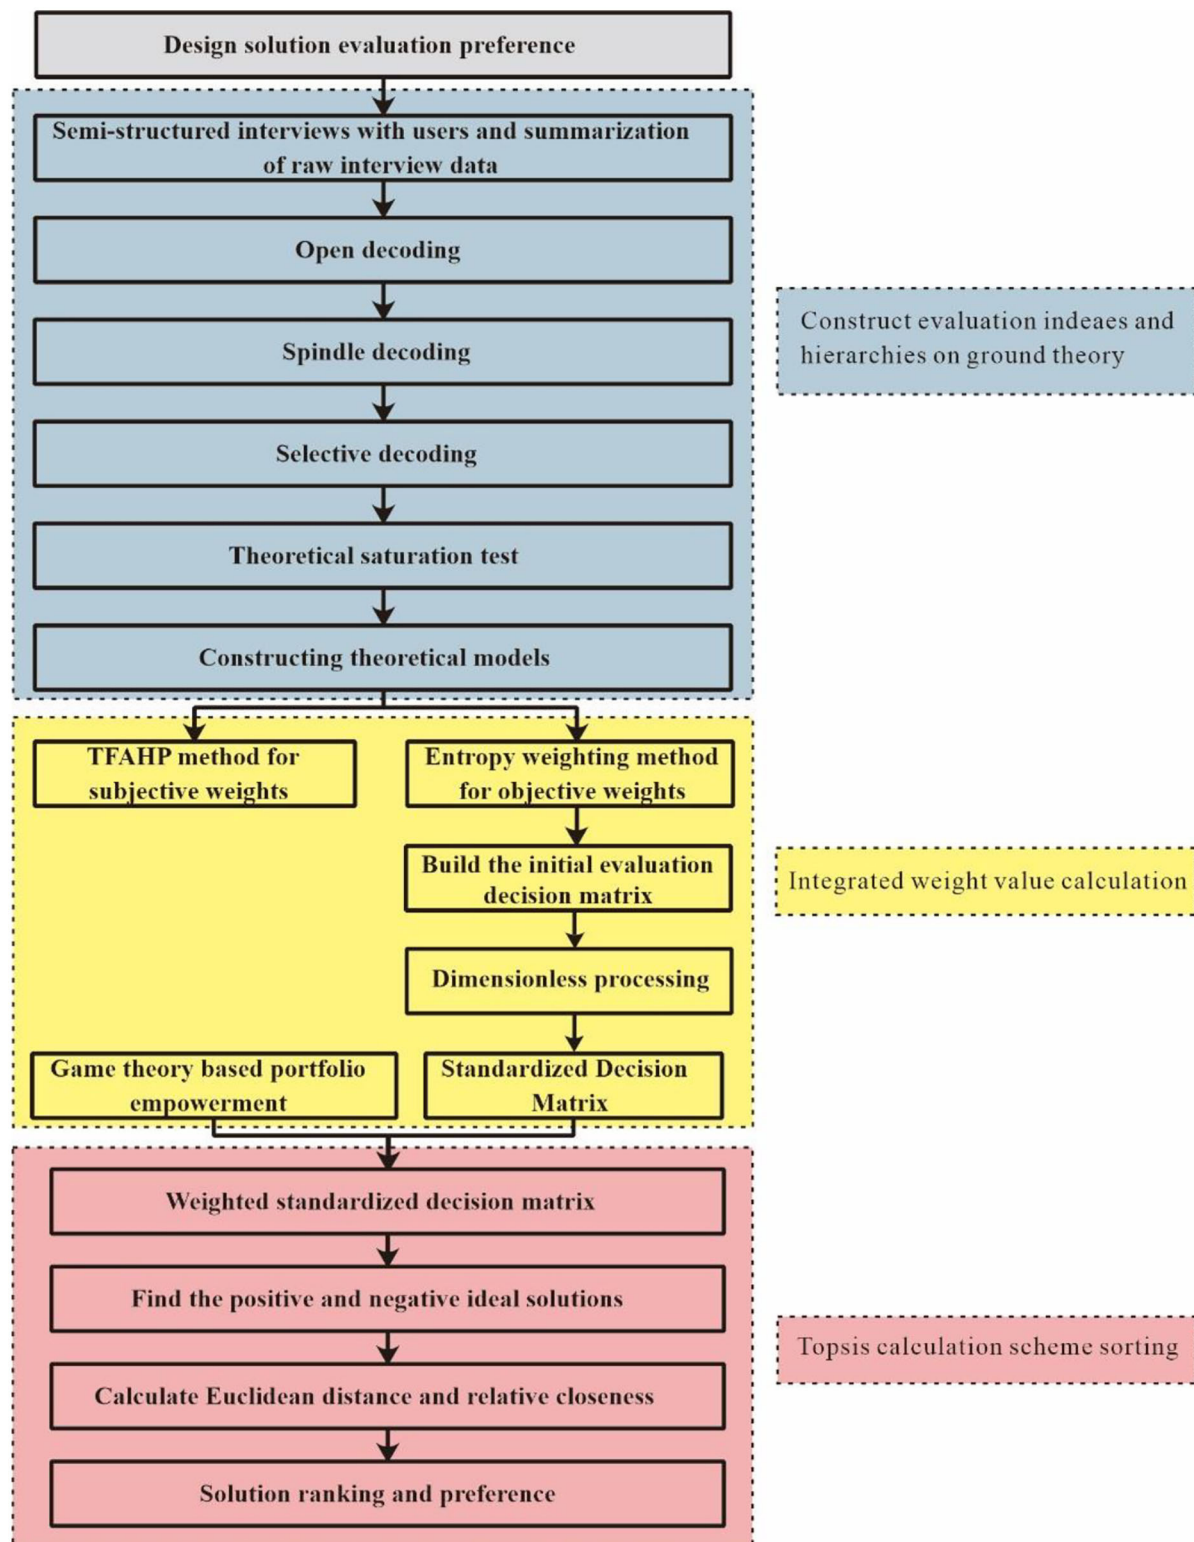 Design solution evaluation preference
Semi-structured interviews with users and summarization
of raw interview data
Open decoding
Spindle decoding
Construct evaluation indeaes and
hierarchies on ground theory
Selective decoding
Theoretical saturation test
Constructing theoretical models
TFAHP method for
subjective weights
Entropy weighting method
for objective weights
Build the initial evaluation
decision matrix
Integrated weight value calculation
Dimensionless processing
Game theory based portfolio
empowerment
Standardized Decision
Matrix
Weighted standardized decision matrix
Find the positive and negative ideal solutions
Topsis calculation scheme sorting
Calculate Euclidean distance and relative closeness
Solution ranking and preference